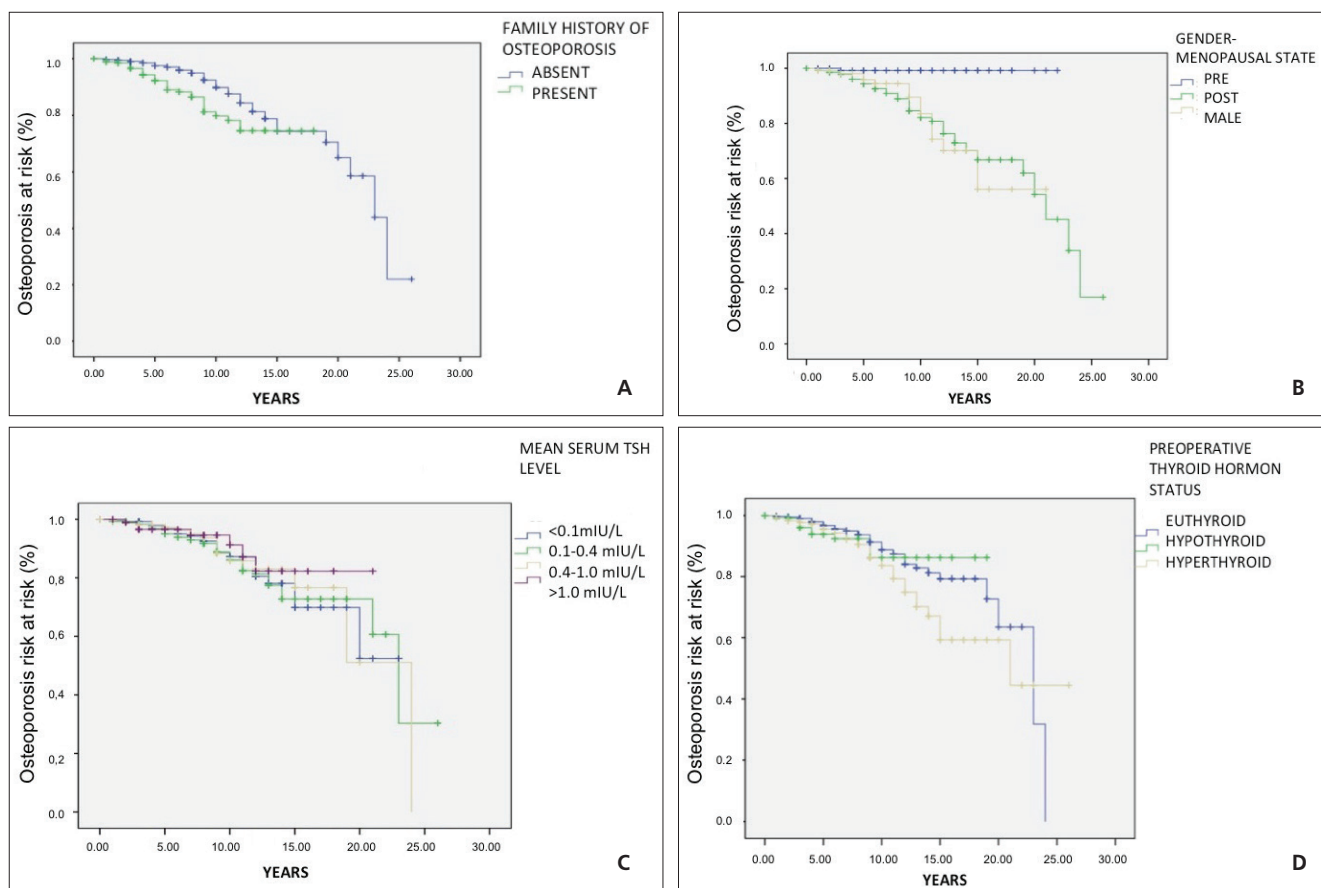 FAMILY HISTORY OF
OSTEOPOROSIS
ABSENT
PRESENT
Osteoporosis at risk (%)
1.0
0.8
0.6
0.4
0.2
0.0
0.00 5.00 10.00 15.00 20.00 25.00 30.00
YEARS
A
GENDER-
MENOPAUSAL STATE
PRE
POST
MALE
Osteoporosis risk at risk (%)
1.0
0.8
0.6
0.4
0.2
0.0
0.00 5.00 10.00 15.00 20.00 25.00 30.00
YEARS
B
MEAN SERUM TSH
LEVEL
<0.1mIU/L
0.1-0.4 mIU/L
0.4-1.0 mIU/L
>1.0 mIU/L
Osteoporosis risk at risk (%)
1.0
0.8
0.6
0.4
0,2
0.0
0.00 5.00 10.00 15.00 20.00 25.00 30.00
YEARS
C
PREOPERATIVE
THYROID HORMON
STATUS
EUTHYROID
HYPOTHYROID
HYPERTHYROID
Osteoporosis risk at risk (%)
1.0
0.8
0.6
0.4
0.2
0.0
0.00 5.00 10.00 15.00 20.00 25.00 30.00
YEARS
D